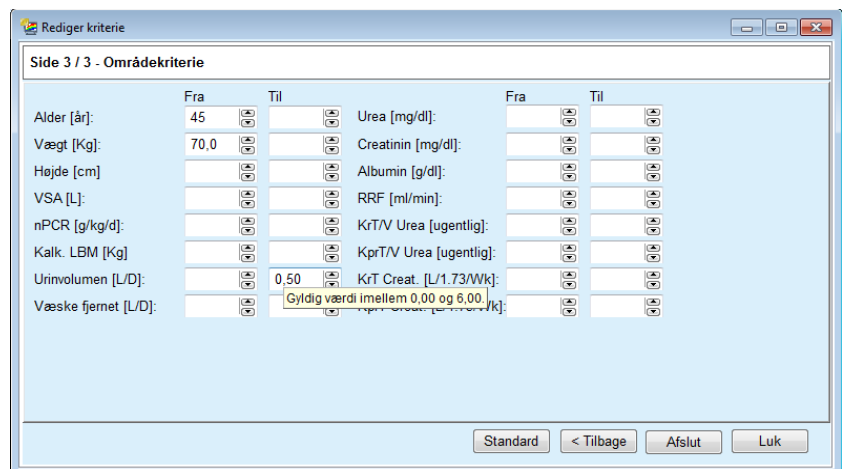 Rediger kriterie
Side 3 / 3 - Områdekriterie
Fra Til Fra Til
Alder [år]: 45 Urea [mg/dl]:
Vægt [Kg]: 70,0 Creatinin [mg/dl]:
Højde [cm] Albumin [g/dl]:
VSA [L]: RRF [ml/min]:
nPCR [g/kg/d]: KrT/V Urea [ugentlig]:
Kalk. LBM [Kg] KprT/V Urea [ugentlig]:
Urinvolumen [L/D]: 0,50 KrT Creat. [L/1.73/Wk]:
Gyldig værdi imellem 0,00 og 6,00.
Væske fjernet [L/D]:
Standard < Tilbage Afslut Luk